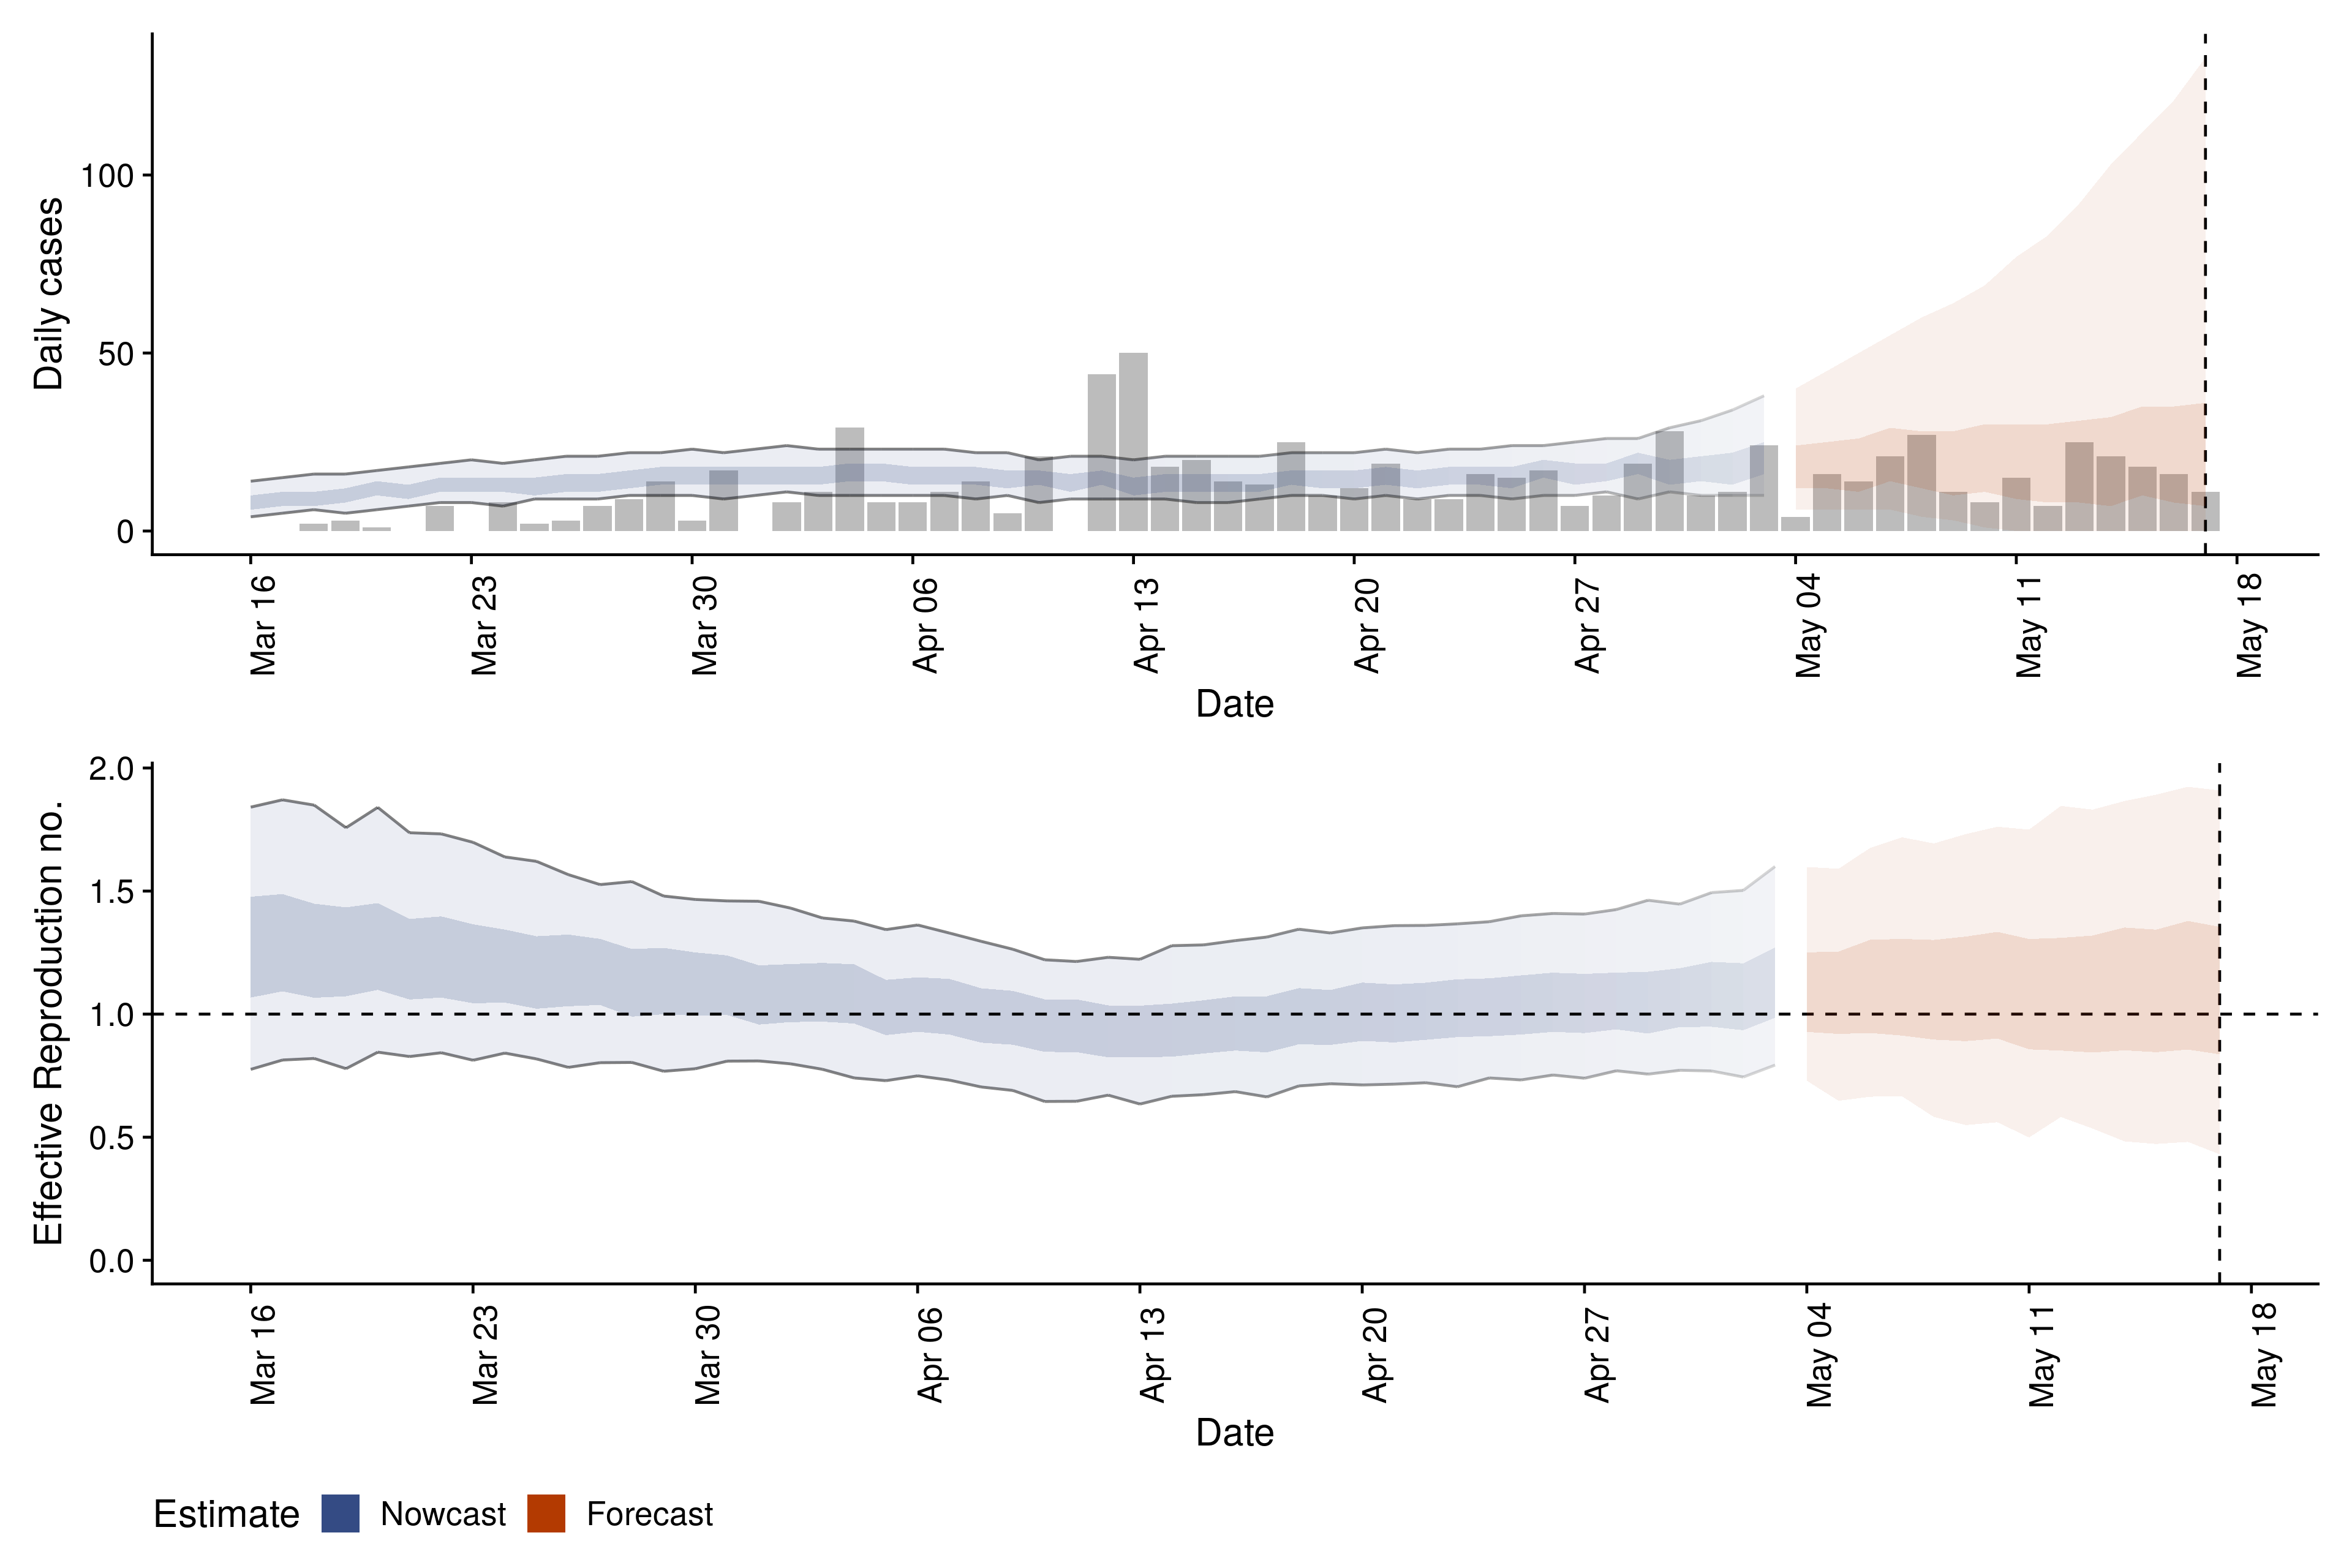 Daily cases
100
50
0
Mar 16 Mar 23 Mar 30 Apr 06 Apr 13 Apr 20 Apr 27 May 04 May 11 May 18
Date
Effective Reproduction no.
2.0
1.5
1.0
0.5
0.0
Mar 16 Mar 23 Mar 30 Apr 06 Apr 13 Apr 20 Apr 27 May 04 May 11 May 18
Date
Estimate Nowcast Forecast